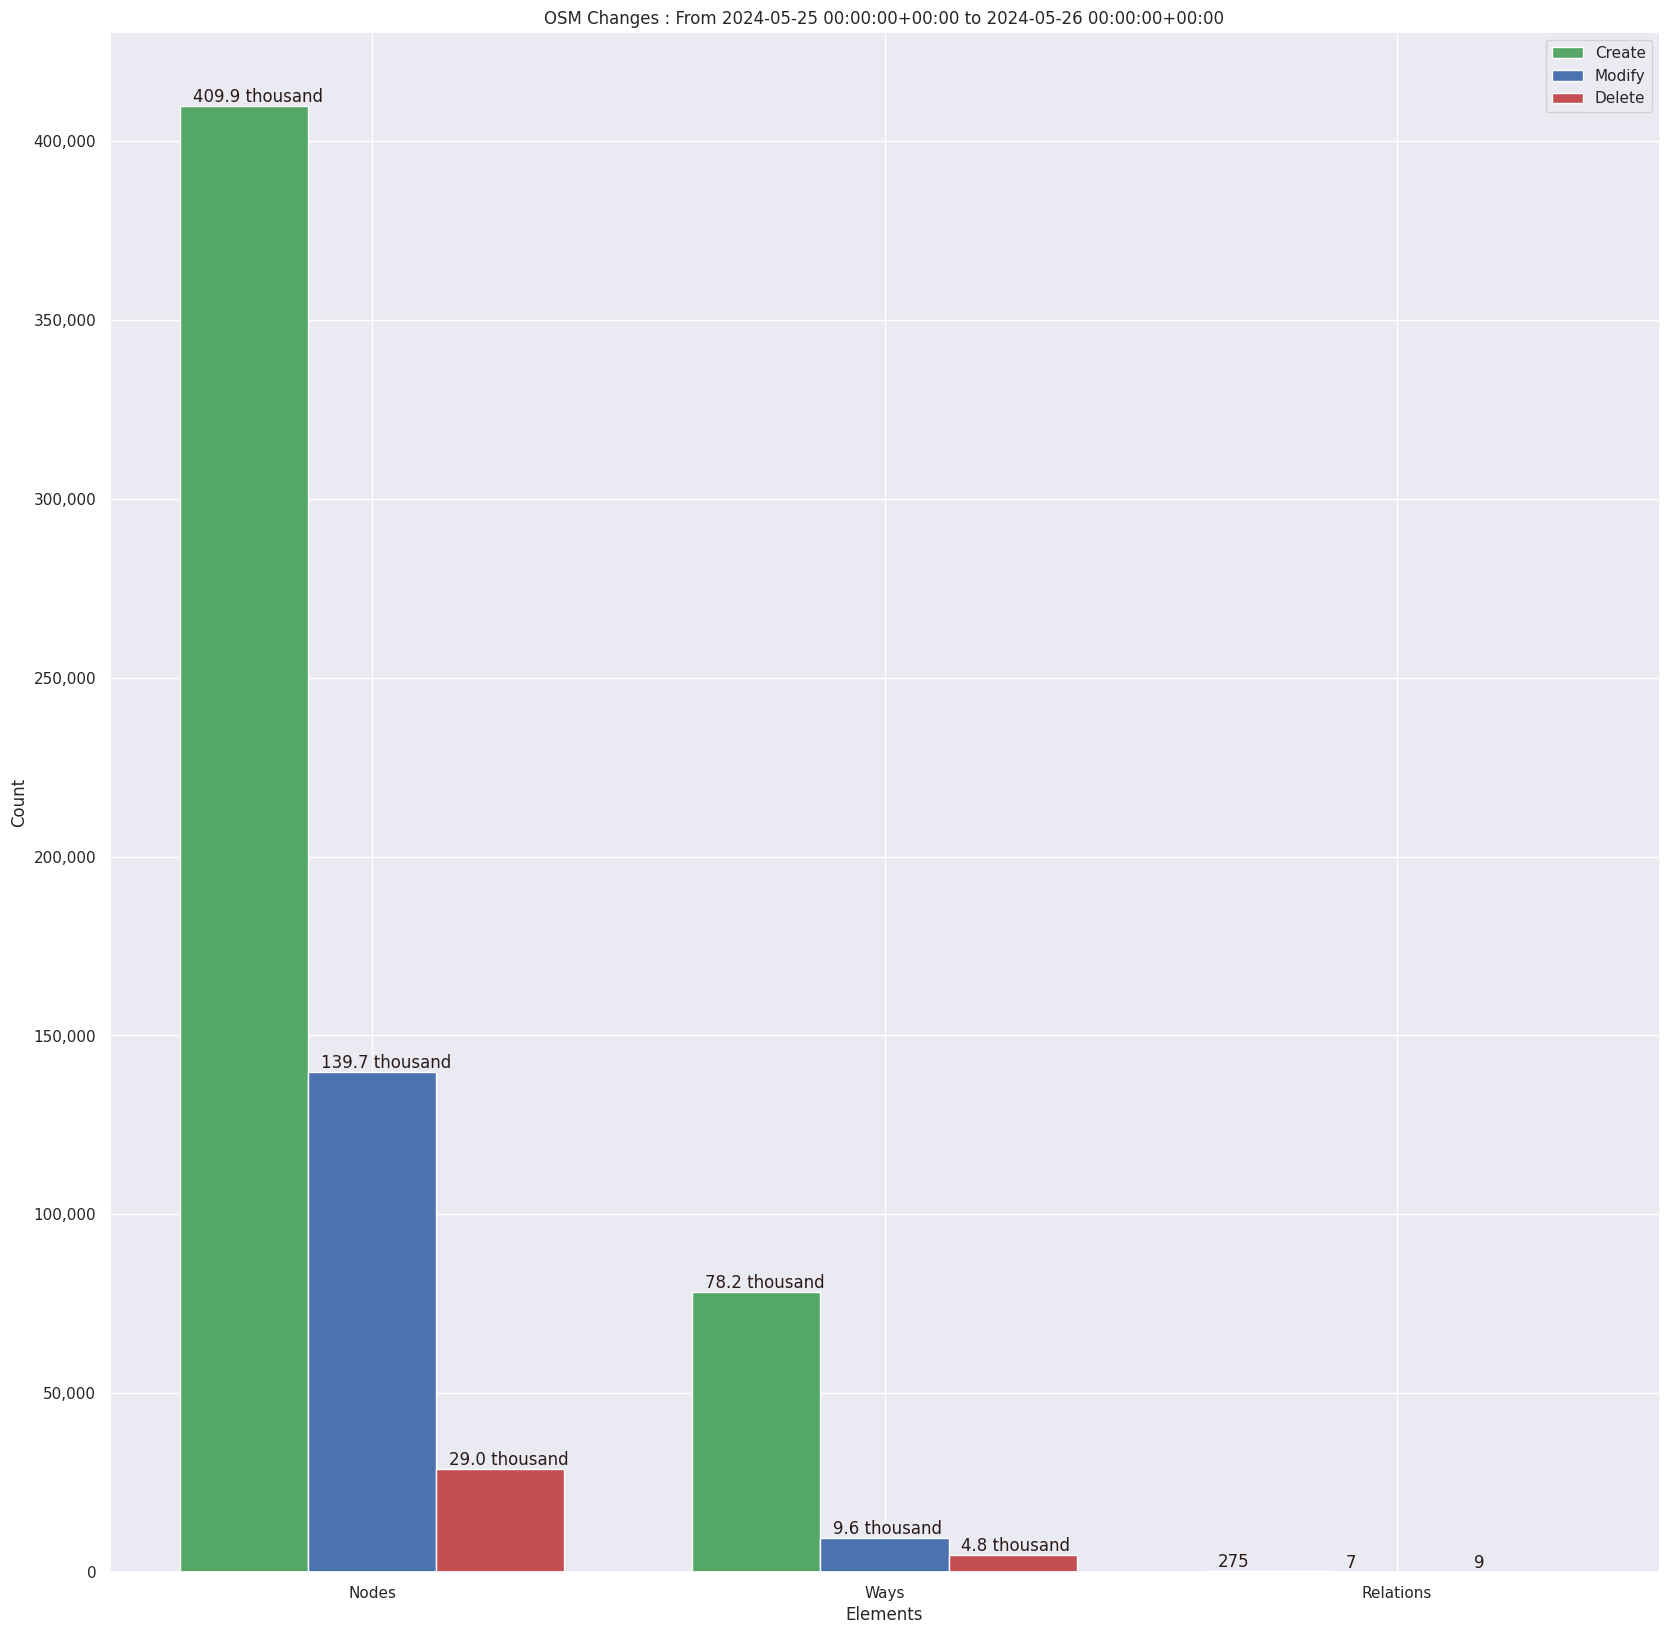 OSM Changes : From 2024-05-25 00:00:00+00:00 to 2024-05-26 00:00:00+00:00
Create
Modify
Delete
Count
400,000
350,000
300,000
250,000
200,000
150,000
100,000
50,000
0
409.9 thousand
139.7 thousand
29.0 thousand
78.2 thousand
9.6 thousand
4.8 thousand
275
7
9
Nodes
Ways
Relations
Elements